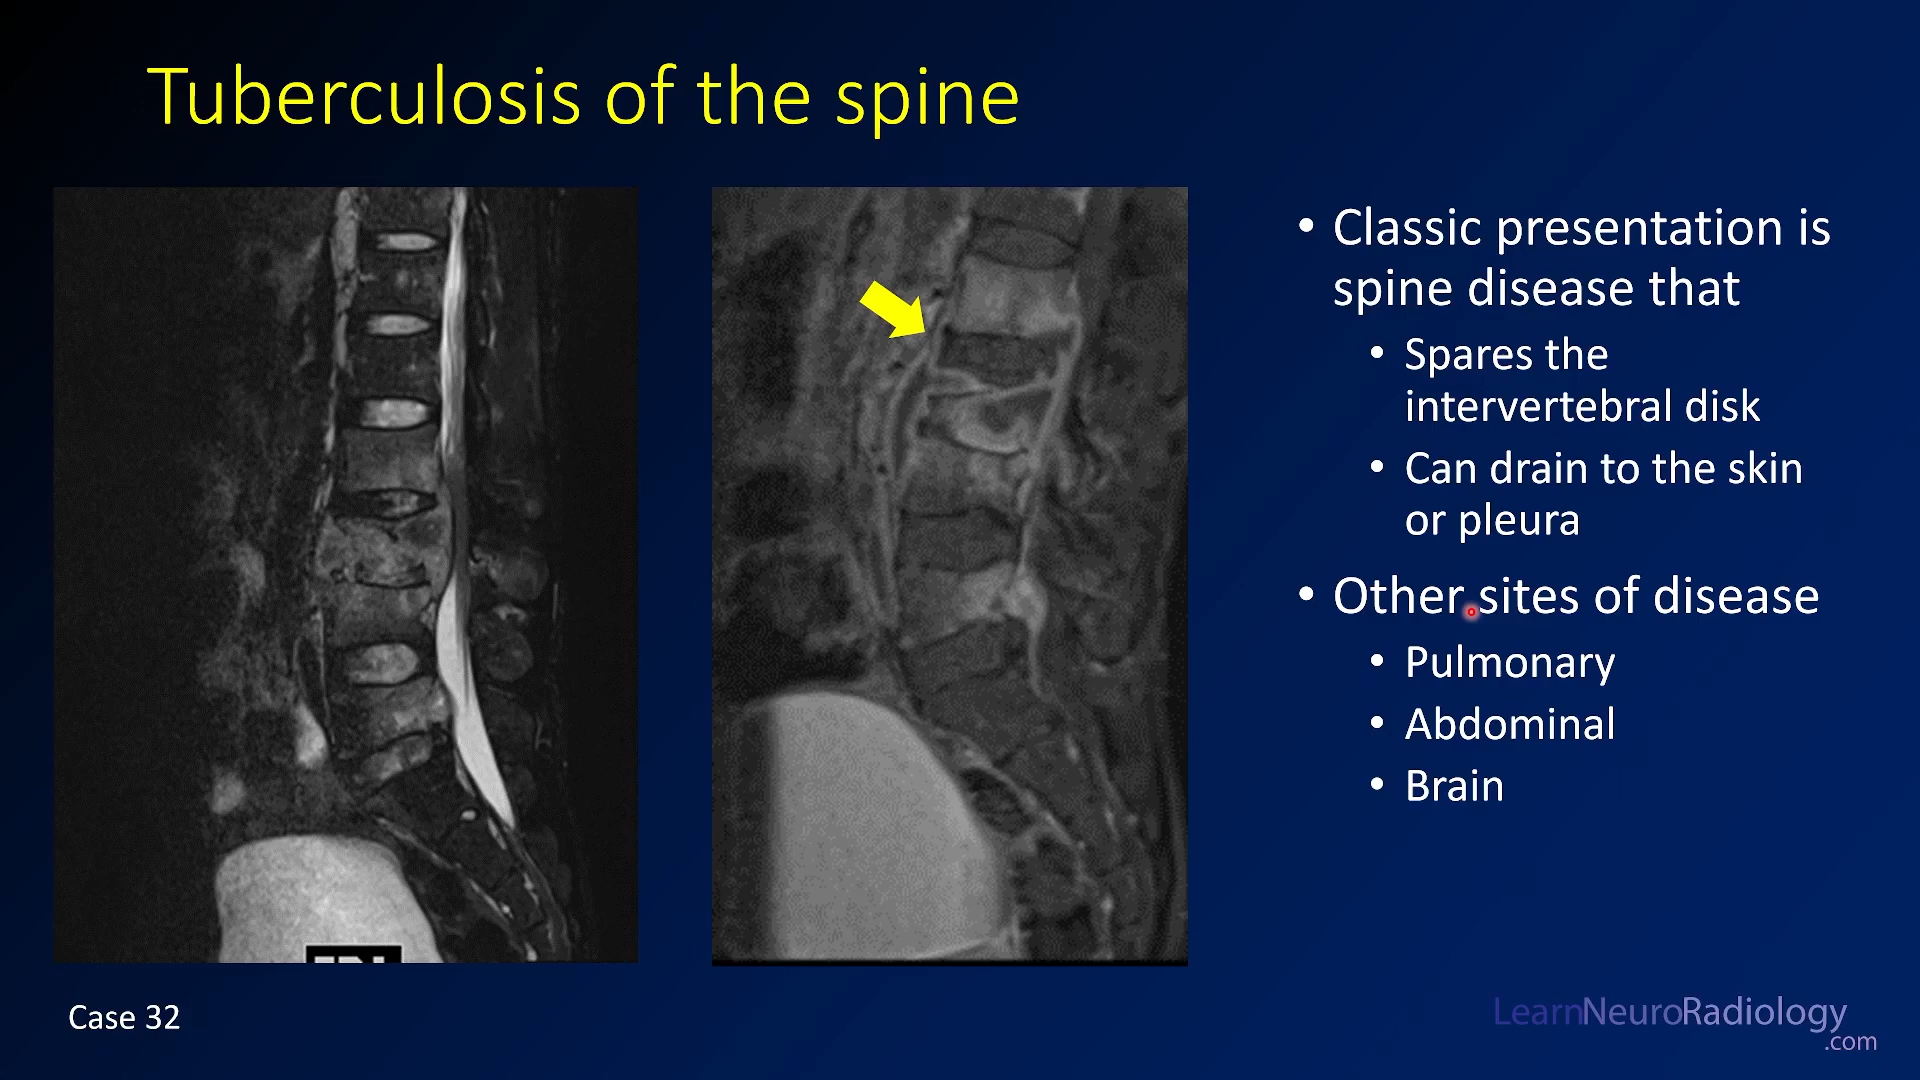 Tuberculosis of the spine
• Classic presentation is
spine disease that
• Spares the
intervertebral disk
• Can drain to the skin
or pleura
• Other sites of disease
• Pulmonary
• Abdominal
• Brain
Case 32
LearnNeuroRadiology
.com